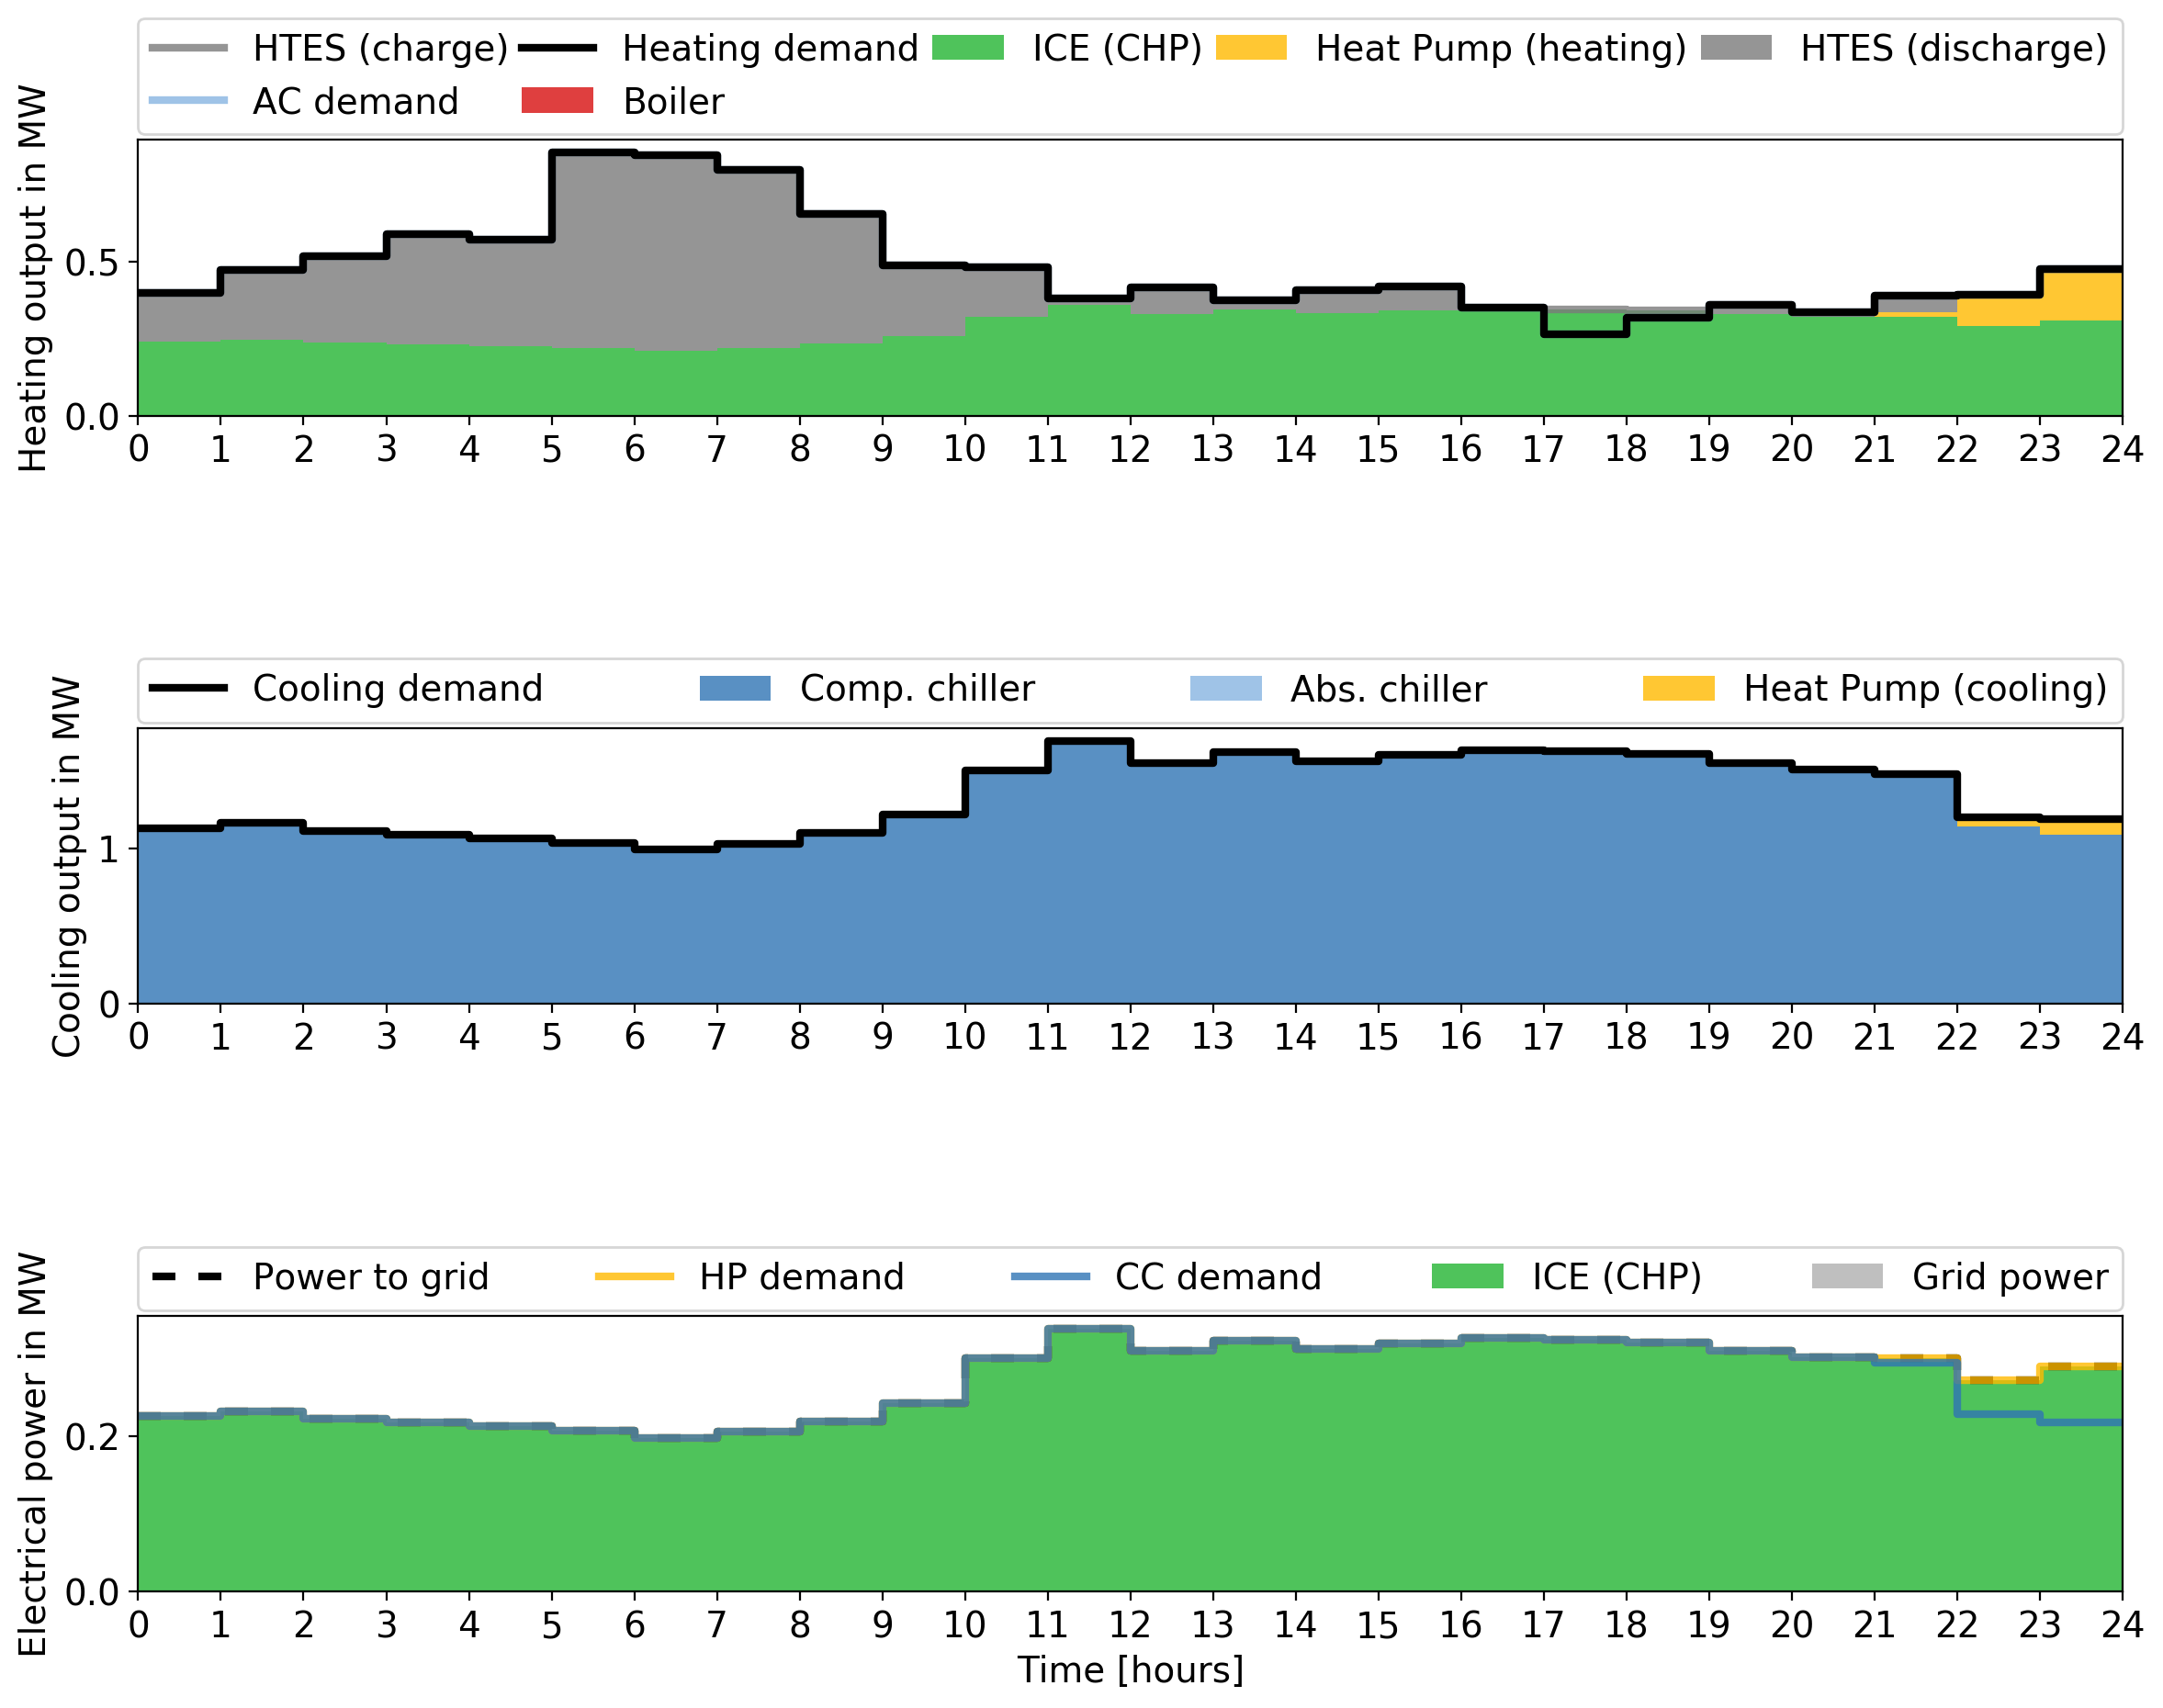 HTES (charge) Heating demand ICE (CHP) Heat Pump (heating) HTES (discharge)
AC demand Boiler
Heating output in MW
0.5
0.0
0 1 2 3 4 5 6 7 8 9 10 11 12 13 14 15 16 17 18 19 20 21 22 23 24
Cooling demand Comp. chiller Abs. chiller Heat Pump (cooling)
Cooling output in MW
1
0
0 1 2 3 4 5 6 7 8 9 10 11 12 13 14 15 16 17 18 19 20 21 22 23 24
Power to grid HP demand CC demand ICE (CHP) Grid power
Electrical power in MW
0.2
0.0
0 1 2 3 4 5 6 7 8 9 10 11 12 13 14 15 16 17 18 19 20 21 22 23 24
Time [hours]